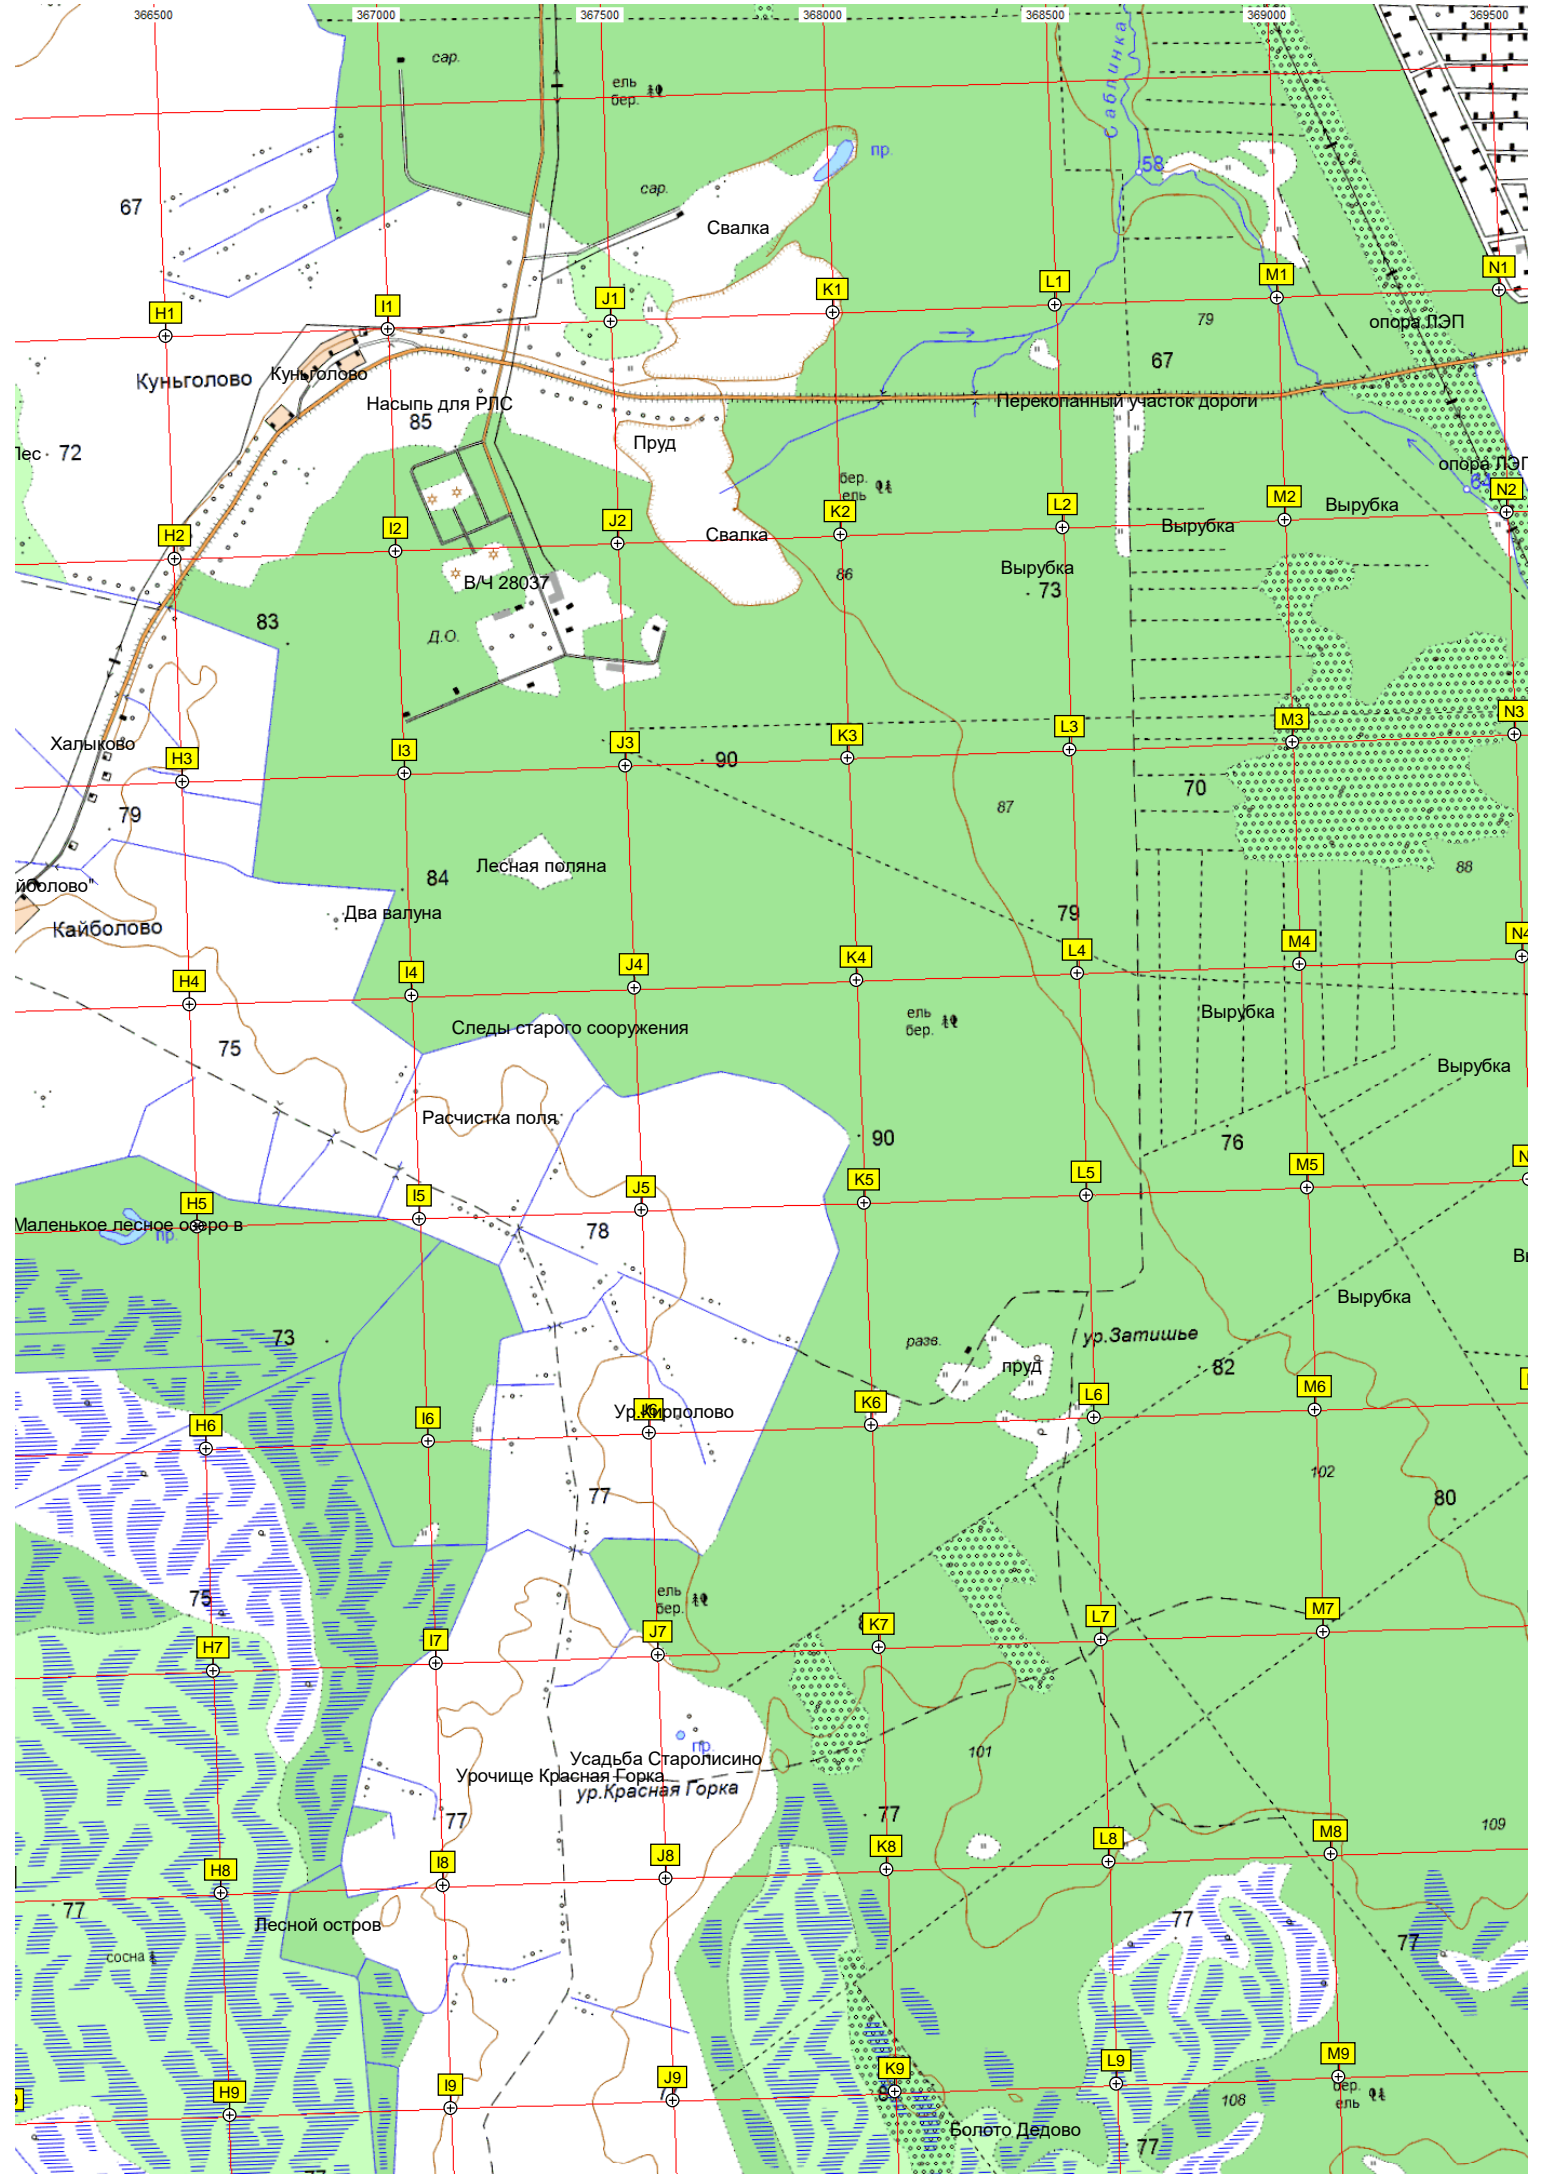 366500 367000 367500 368000 368500 369000 369500
сар.
ель
бер.
Саблинка
пр.
58
сар.
67
Свалка
H1 I1 J1 K1 L1 M1 N1
79
опора ЛЭП
67
Куньголово
Куньголово
Насыпь для РЛС
85
Перекопанный участок дороги
Пруд
72
бер.
ель
H2 I2 J2 K2 L2 M2 N2
Вырубка
Вырубка
Свалка
86
Вырубка
73
В/Ч 28037
83
Д.О.
Халыково
H3 I3 J3 K3 L3 M3 N3
90
70
87
79
Лесная поляна
84
88
йболово"
Два валуна
79
Кайболово
H4 I4 J4 K4 L4 M4 N4
Следы старого сооружения
ель
бер.
Вырубка
75
Вырубка
Расчистка поля
90
76
H5 I5 J5 K5 L5 M5
Маленькое лесное озеро в
пр.
78
Вырубка
73
разв.
ур.Затишье
пруд
82
H6 I6 J6 K6 L6 M6
Ур.Кирполово
102
77
80
75
ель
бер.
H7 I7 J7 K7 L7 M7
пр.
Усадьба Старолисино
101
Урочище Красная Горка
ур.Красная Горка
77
77
109
H8 I8 J8 K8 L8 M8
77
Лесной остров
77
77
сосна
H9 I9 J9 K9 L9 M9
108
бер.
ель
Болото Дедово
77